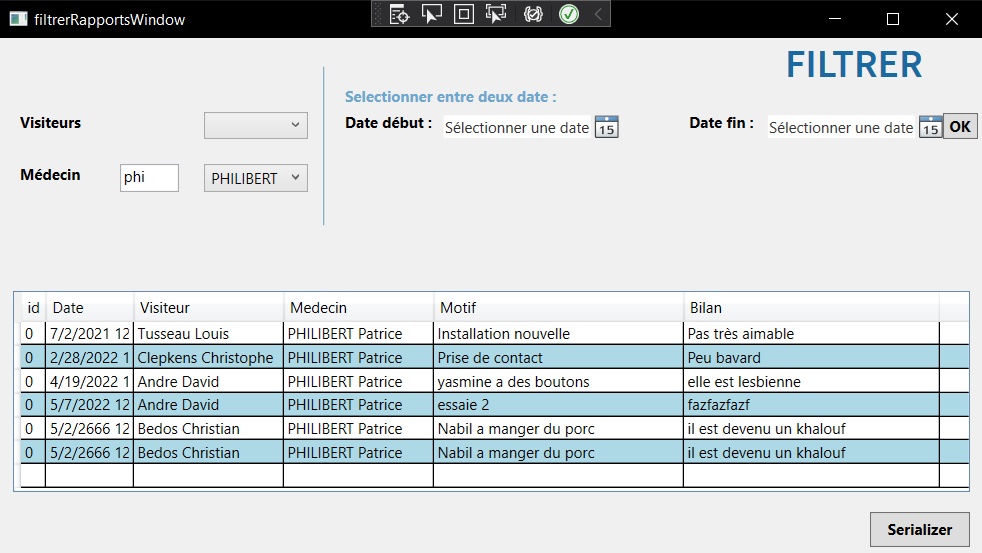 filtrerRapportsWindow
FILTRER
Selectionner entre deux date :
Visiteurs
Date début : Sélectionner une date 15 Date fin : Sélectionner une date 15 OK
Médecin phi PHILIBERT
id Date Visiteur Medecin Motif Bilan
0 7/2/2021 12 Tusseau Louis PHILIBERT Patrice Installation nouvelle Pas très aimable
0 2/28/2022 1 Clepkens Christophe PHILIBERT Patrice Prise de contact Peu bavard
0 4/19/2022 1 Andre David PHILIBERT Patrice yasmine a des boutons elle est lesbienne
0 5/7/2022 12 Andre David PHILIBERT Patrice essaie 2 fazfazfazf
0 5/2/2666 12 Bedos Christian PHILIBERT Patrice Nabil a manger du porc il est devenu un khalouf
0 5/2/2666 12 Bedos Christian PHILIBERT Patrice Nabil a manger du porc il est devenu un khalouf
Serializer